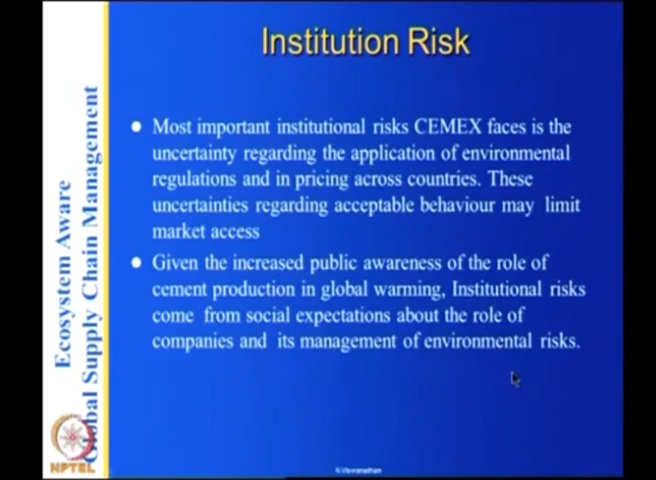 Institution Risk
Most important institutional risks CEMEX faces is the
uncertainty regarding the application of environmental
regulations and in pricing across countries. These
uncertainties regarding acceptable behaviour may limit
market access
Given the increased public awareness of the role of
cement production in global warming, Institutional risks
come from social expectations about the role of
companies and its management of environmental risks.
Ecosystem Aware
Global Supply Chain Management
NPTEL
N.Viswanadham